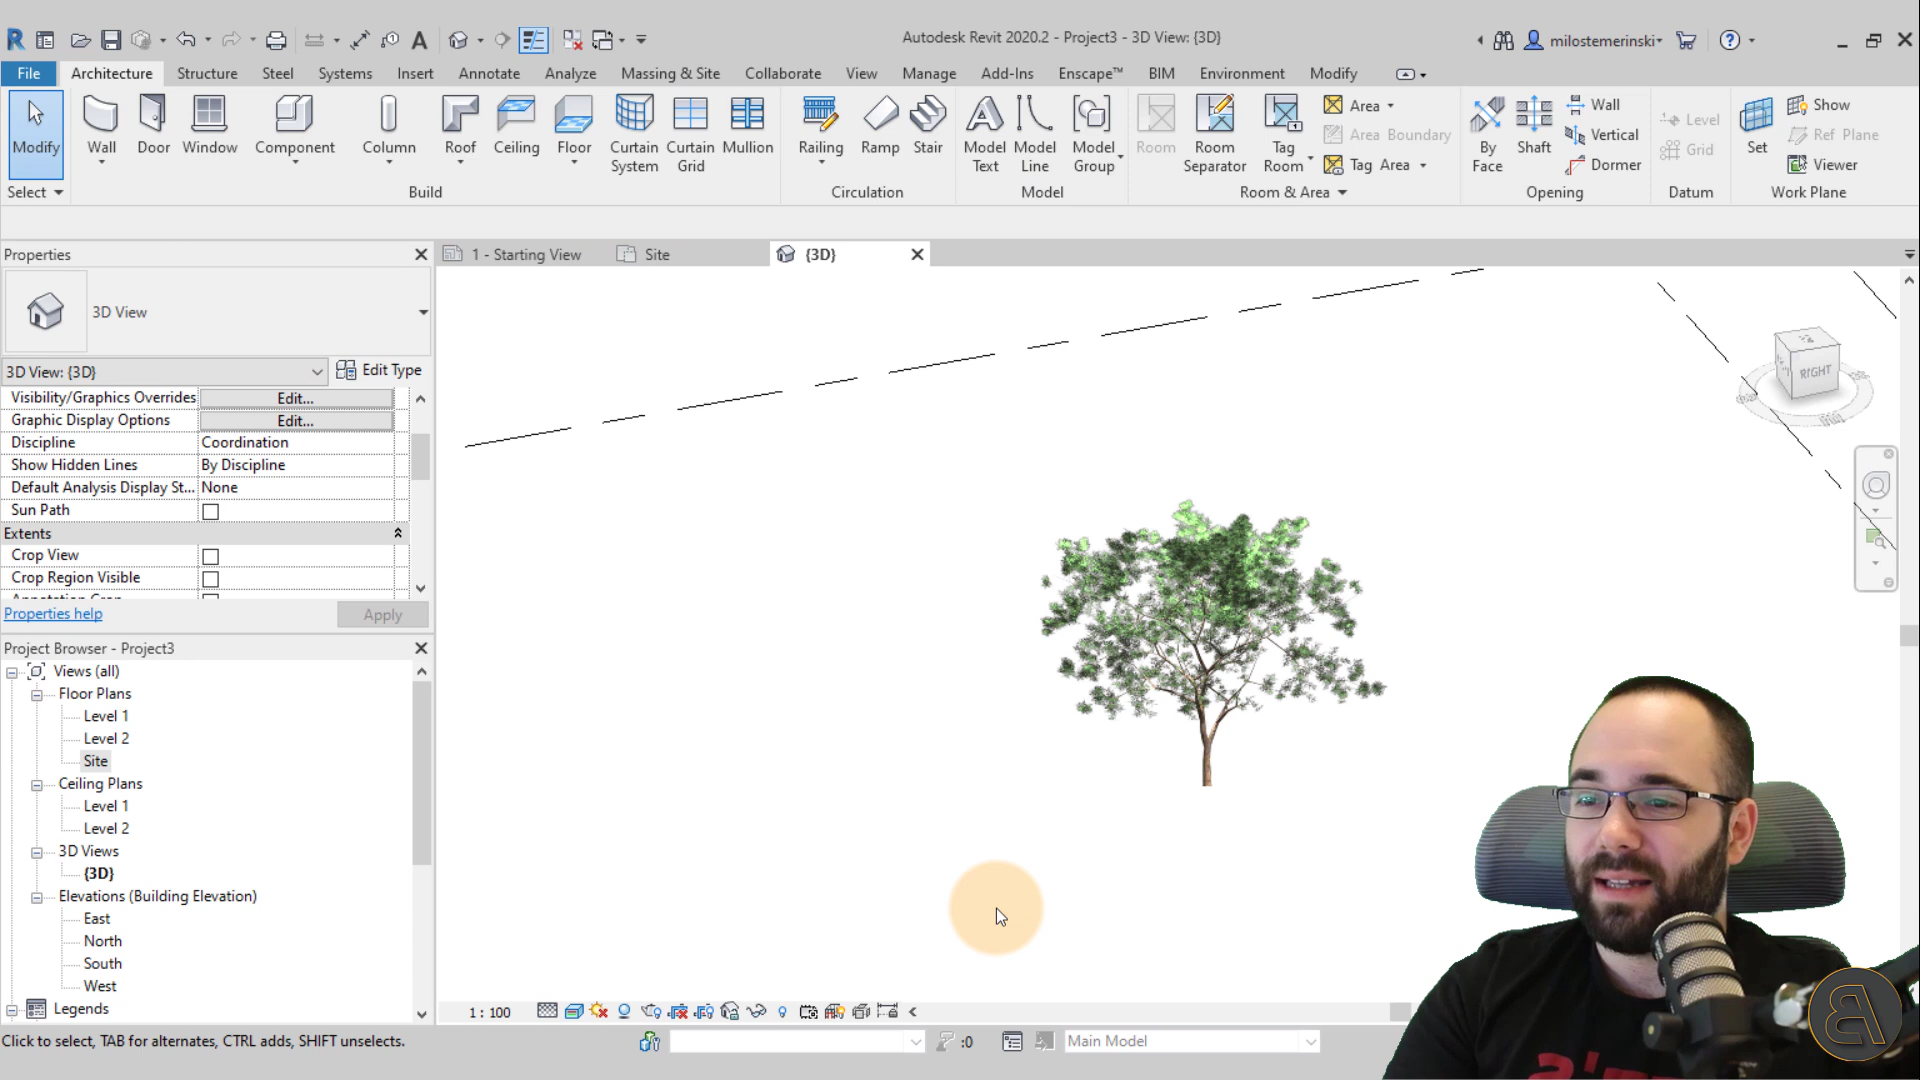 Autodesk Revit 2020.2 - Project3 - 3D View: {3D}
milostemerinski
File Architecture Structure Steel Systems Insert Annotate Analyze Massing & Site Collaborate View Manage Add-Ins Enscape™ BIM Environment Modify
Modify
Wall
Door
Window
Component
Column
Roof
Ceiling
Floor
Curtain System
Curtain Grid
Mullion
Railing
Ramp
Stair
Model Text
Model Line
Model Group
Room
Room Separator
Tag Room
Area
Area Boundary
Tag Area
By Face
Shaft
Wall
Vertical
Dormer
Level
Grid
Set
Show
Ref Plane
Viewer
Select Build Circulation Model Room & Area Opening Datum Work Plane
Properties
1 - Starting View
Site
{3D}
3D View
3D View: {3D}
Edit Type
Visibility/Graphics Overrides Edit...
Graphic Display Options Edit...
Discipline Coordination
Show Hidden Lines By Discipline
Default Analysis Display St... None
Sun Path
Extents
Crop View
Crop Region Visible
Properties help
Apply
Project Browser - Project3
Views (all)
Floor Plans
Level 1
Level 2
Site
Ceiling Plans
Level 1
Level 2
3D Views
{3D}
Elevations (Building Elevation)
East
North
South
West
Legends
RIGHT
1 : 100
Click to select, TAB for alternates, CTRL adds, SHIFT unselects.
:0
Main Model